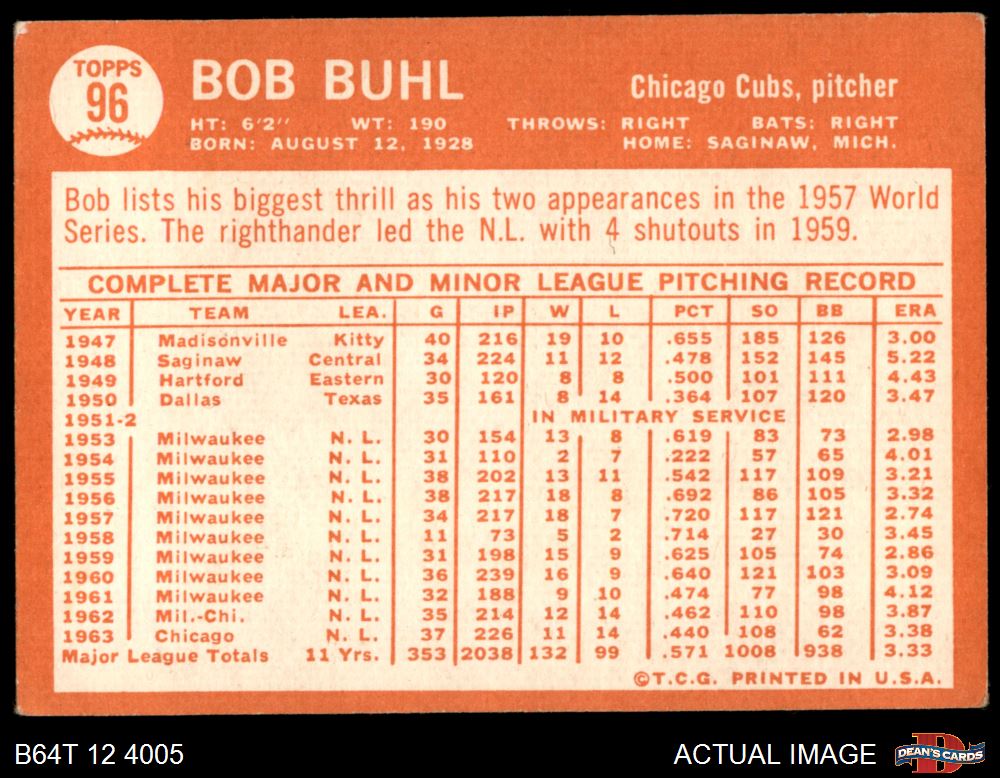 TOPPS
96
BOB BUHL
Chicago Cubs, pitcher
HT: 6'2" WT: 190 THROWS: RIGHT BATS: RIGHT
BORN: AUGUST 12, 1928 HOME: SAGINAW, MICH.
Bob lists his biggest thrill as his two appearances in the 1957 World
Series. The righthander led the N.L. with 4 shutouts in 1959.
COMPLETE MAJOR AND MINOR LEAGUE PITCHING RECORD
YEAR TEAM LEA. G IP W L PCT SO BB ERA
1947 Madisonville Kitty 40 216 19 10 .655 185 126 3.00
1948 Saginaw Central 34 224 11 12 .478 152 145 5.22
1949 Hartford Eastern 30 120 8 8 .500 101 111 4.43
1950 Dallas Texas 35 161 8 14 .364 107 120 3.47
1951-2 IN MILITARY SERVICE
1953 Milwaukee N. L. 30 154 13 8 .619 83 73 2.98
1954 Milwaukee N. L. 31 110 2 7 .222 57 65 4.01
1955 Milwaukee N. L. 38 202 13 11 .542 117 109 3.21
1956 Milwaukee N. L. 38 217 18 8 .692 86 105 3.32
1957 Milwaukee N. L. 34 217 18 7 .720 117 121 2.74
1958 Milwaukee N. L. 11 73 5 2 .714 27 30 3.45
1959 Milwaukee N. L. 31 198 15 9 .625 105 74 2.86
1960 Milwaukee N. L. 36 239 16 9 .640 121 103 3.09
1961 Milwaukee N. L. 32 188 9 10 .474 77 98 4.12
1962 Mil.-Chi. N. L. 35 214 12 14 .462 110 98 3.87
1963 Chicago N. L. 37 226 11 14 .440 108 62 3.38
Major League Totals 11 Yrs. 353 2038 132 99 .571 1008 938 3.33
©T.C.G. PRINTED IN U.S.A.
B64T 12 4005
ACTUAL IMAGE
D
DEAN'S CARDS